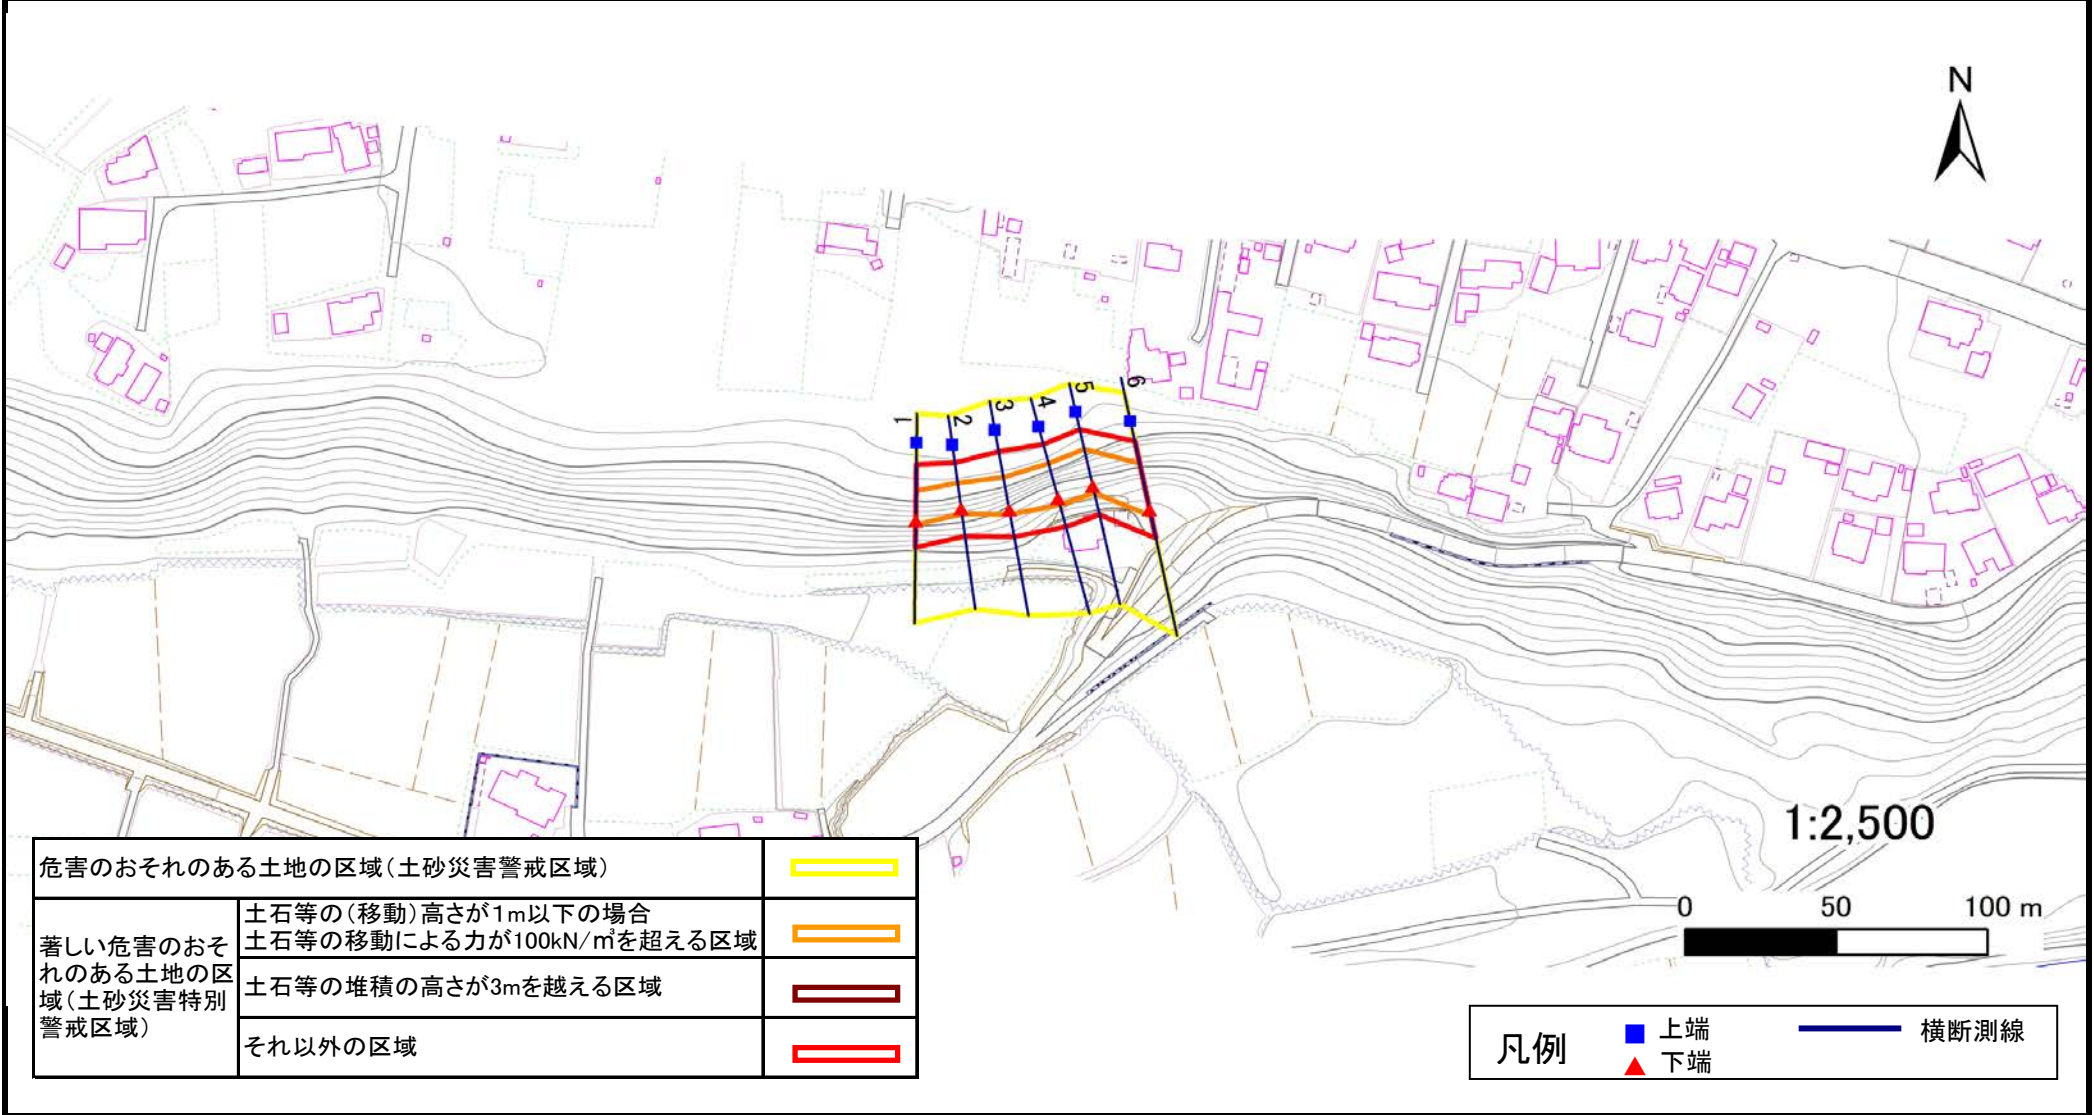 N
1
2
3
4
5
6
1:2,500
0 50 100 m
危害のおそれのある土地の区域(土砂災害警戒区域)
著しい危害のおそ
れのある土地の区
域(土砂災害特別
警戒区域)
土石等の(移動)高さが1m以下の場合
土石等の移動による力が100kN/㎥を超える区域
土石等の堆積の高さが3mを越える区域
それ以外の区域
凡例
上端
下端
横断測線